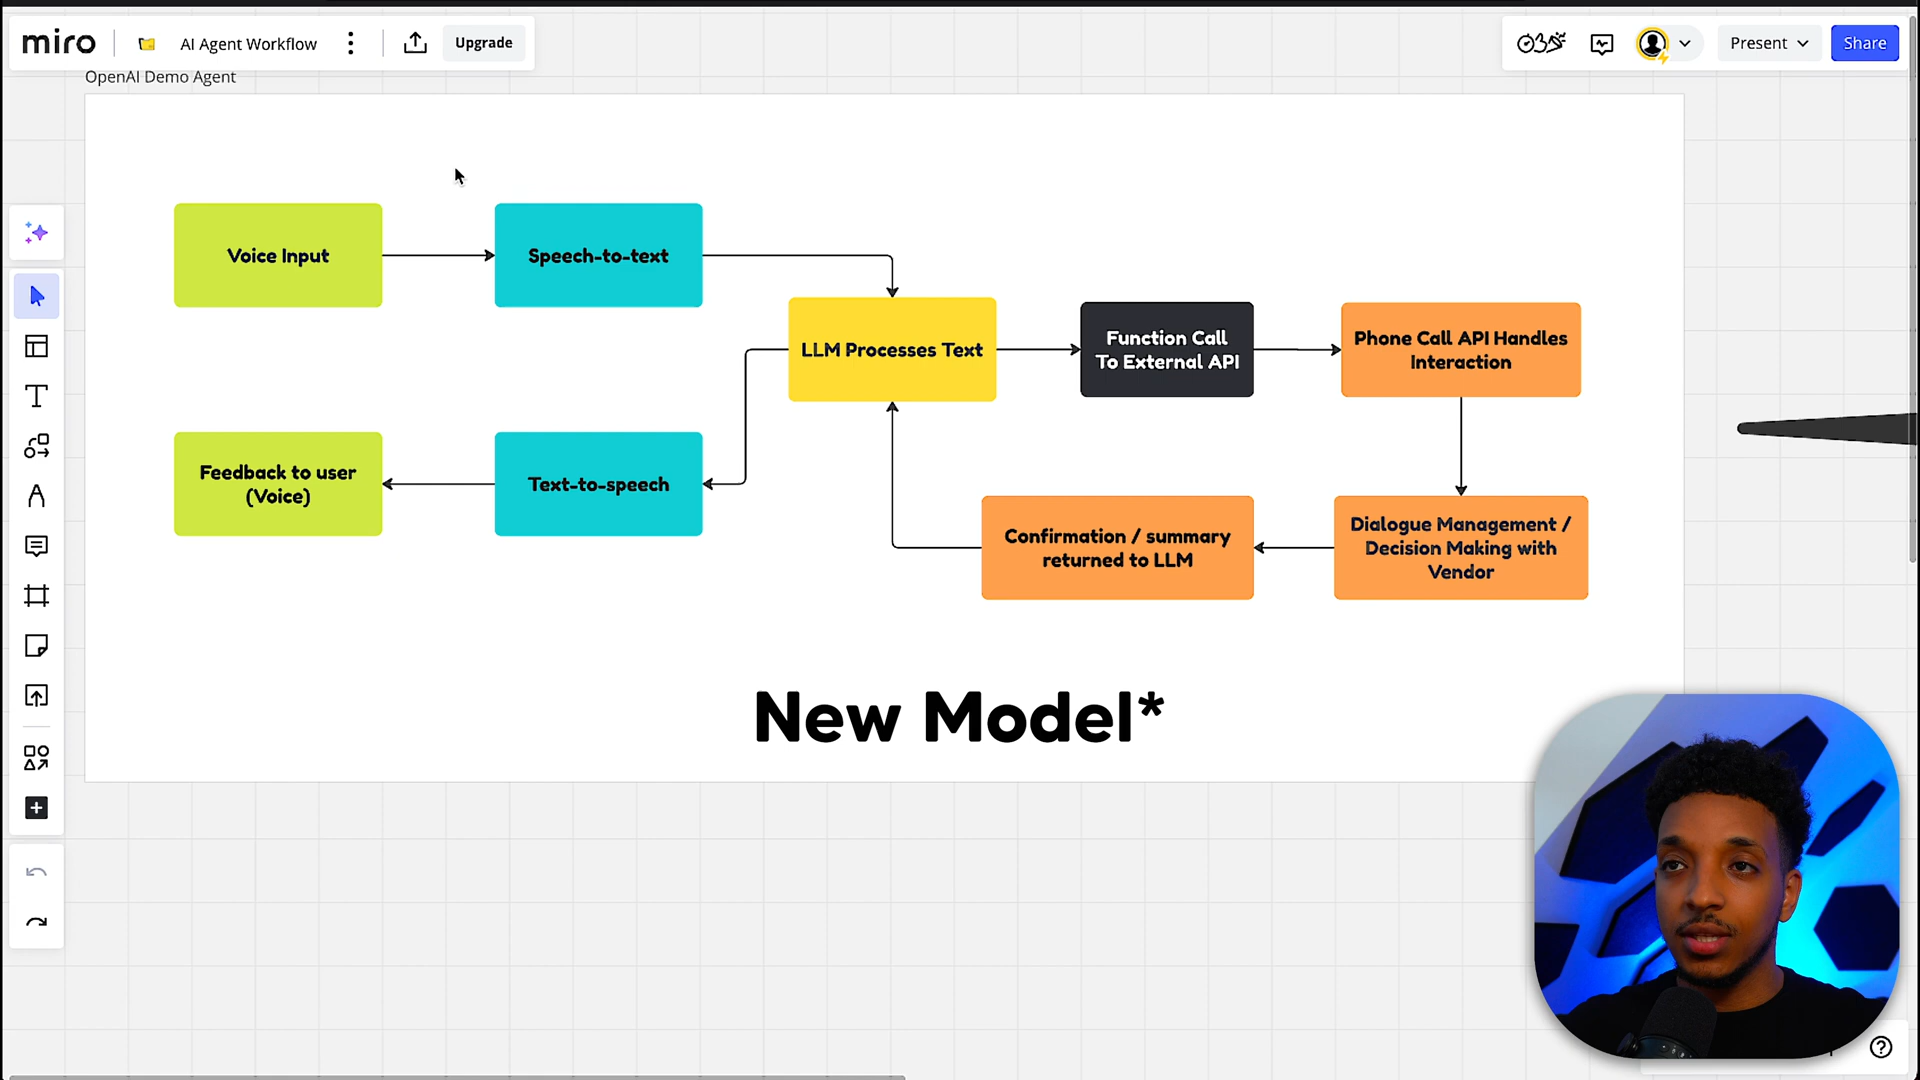 miro
AI Agent Workflow
Upgrade
Present
Share
OpenAI Demo Agent
Voice Input
Speech-to-text
LLM Processes Text
Function Call
To External API
Phone Call API Handles
Interaction
Feedback to user
(Voice)
Text-to-speech
Confirmation / summary
returned to LLM
Dialogue Management /
Decision Making with
Vendor
New Model*